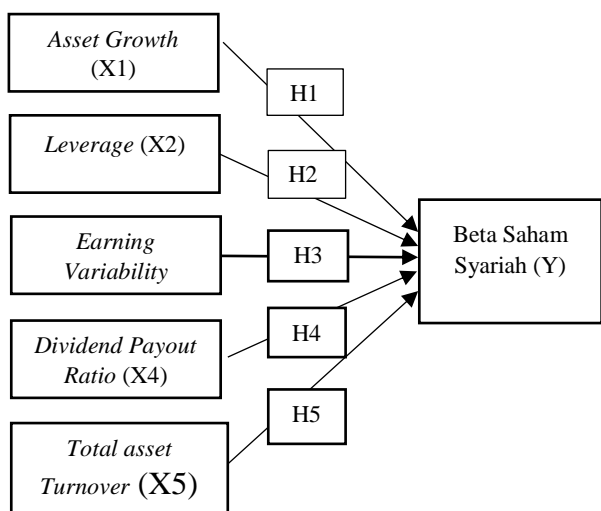 Asset Growth
(X1)
H1
Leverage (X2)
H2
Earning
Variability
H3
Beta Saham
Syariah (Y)
Dividend Payout
Ratio (X4)
H4
Total asset
Turnover (X5)
H5